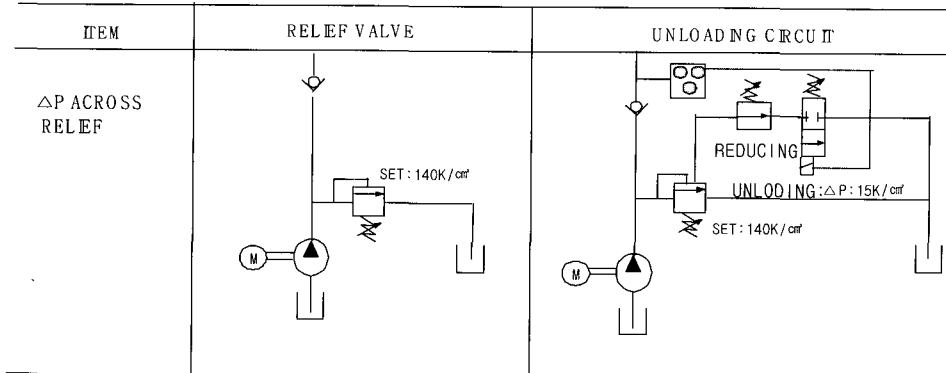 ITEM
RELIEF VALVE
UNLOADING CIRCUIT
△P ACROSS
RELIEF
SET:140K/㎠
M
REDUCING
UNLODING:△P:15K/㎠
SET:140K/㎠
M